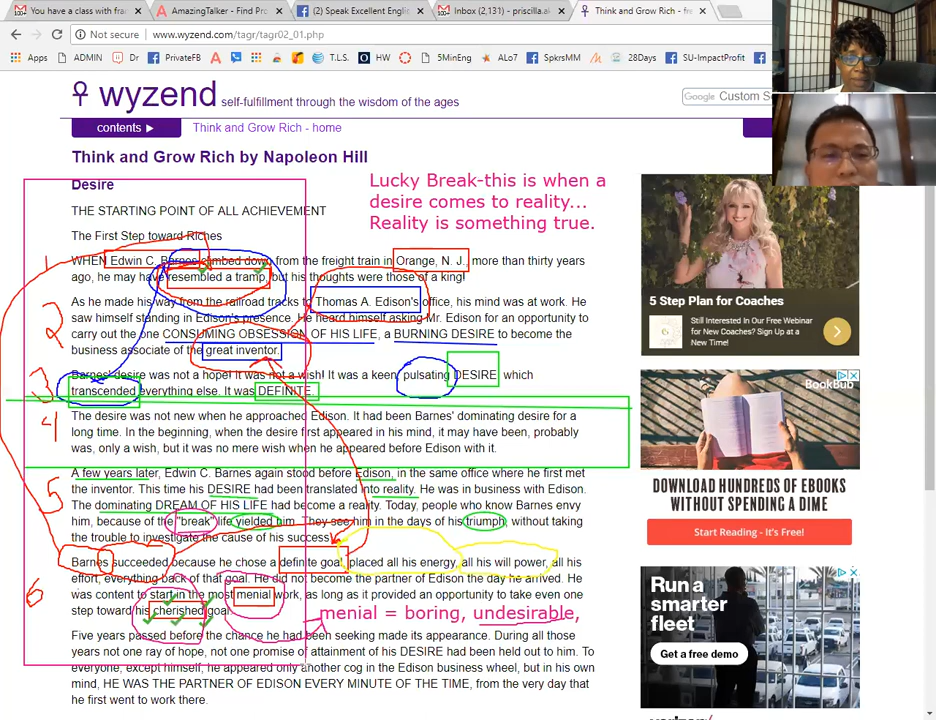 You have a class with fra
AmazingTalker - Find Pro
(2) Speak Excellent Engli
Inbox (2,131) - priscilla.al
Think and Grow Rich - fre
Not secure | www.wyzend.com/tagr/tagr02_01.php
Apps ADMIN Dr PrivateFB T.L.S. HW 5MinEng ALo7 SpkrsMM 28Days SU-ImpactProfit
wyzend self-fulfillment through the wisdom of the ages
Google Custom S
contents Think and Grow Rich - home
Think and Grow Rich by Napoleon Hill
Desire
Lucky Break-this is when a
desire comes to reality...
Reality is something true.
THE STARTING POINT OF ALL ACHIEVEMENT
The First Step toward Riches
1
WHEN Edwin C. Barnes climbed down from the freight train in Orange, N. J., more than thirty years
ago, he may have resembled a tramp, but his thoughts were those of a king!
2
As he made his way from the railroad tracks to Thomas A. Edison's office, his mind was at work. He
saw himself standing in Edison's presence. He heard himself asking Mr. Edison for an opportunity to
carry out the one CONSUMING OBSESSION OF HIS LIFE, a BURNING DESIRE to become the
business associate of the great inventor.
3
Barnes' desire was not a hope! It was not a wish! It was a keen, pulsating DESIRE, which
transcended everything else. It was DEFINITE.
4
The desire was not new when he approached Edison. It had been Barnes' dominating desire for a
long time. In the beginning, when the desire first appeared in his mind, it may have been, probably
was, only a wish, but it was no mere wish when he appeared before Edison with it.
5
A few years later, Edwin C. Barnes again stood before Edison, in the same office where he first met
the inventor. This time his DESIRE had been translated into reality. He was in business with Edison.
The dominating DREAM OF HIS LIFE had become a reality. Today, people who know Barnes envy
him, because of the "break" life yielded him. They see him in the days of his triumph, without taking
the trouble to investigate the cause of his success.
6
Barnes succeeded because he chose a definite goal, placed all his energy, all his will power, all his
effort, everything back of that goal. He did not become the partner of Edison the day he arrived. He
was content to start in the most menial work, as long as it provided an opportunity to take even one
step toward his cherished goal.
menial = boring, undesirable,
Five years passed before the chance he had been seeking made its appearance. During all those
years not one ray of hope, not one promise of attainment of his DESIRE had been held out to him. To
everyone, except himself, he appeared only another cog in the Edison business wheel, but in his own
mind, HE WAS THE PARTNER OF EDISON EVERY MINUTE OF THE TIME, from the very day that
he first went to work there.
5 Step Plan for Coaches
Still Interested In Our Free
Webinar for New Coaches? Sign Up at a
New Time!
BookBub
DOWNLOAD HUNDREDS OF EBOOKS
WITHOUT SPENDING A DIME
Start Reading - It's Free!
Run a
smarter
fleet
Get a free demo